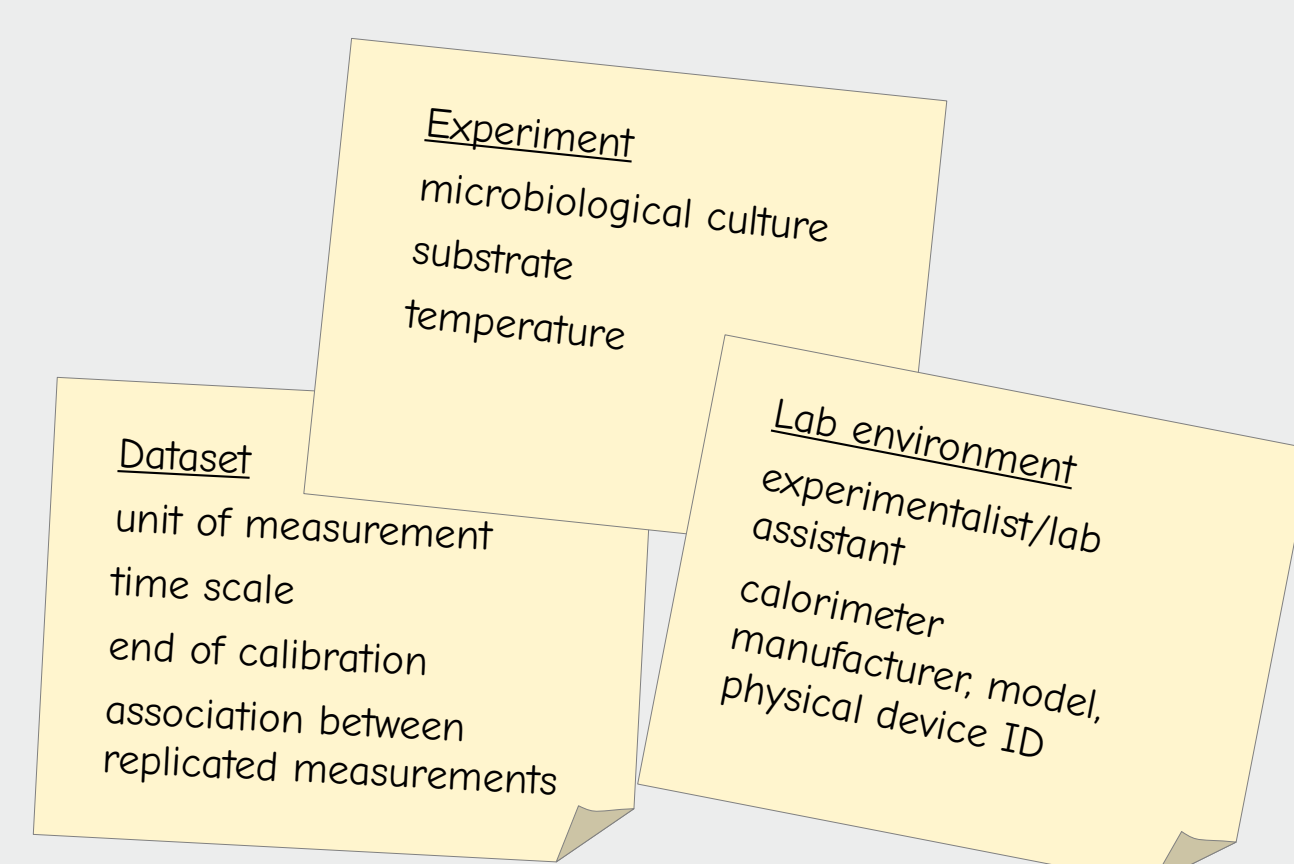 Experiment
microbiological culture
substrate
temperature
Dataset
unit of measurement
time scale
end of calibration
association between
replicated measurements
Lab environment
experimentalist/lab
assistant
calorimeter
manufacturer, model,
physical device ID